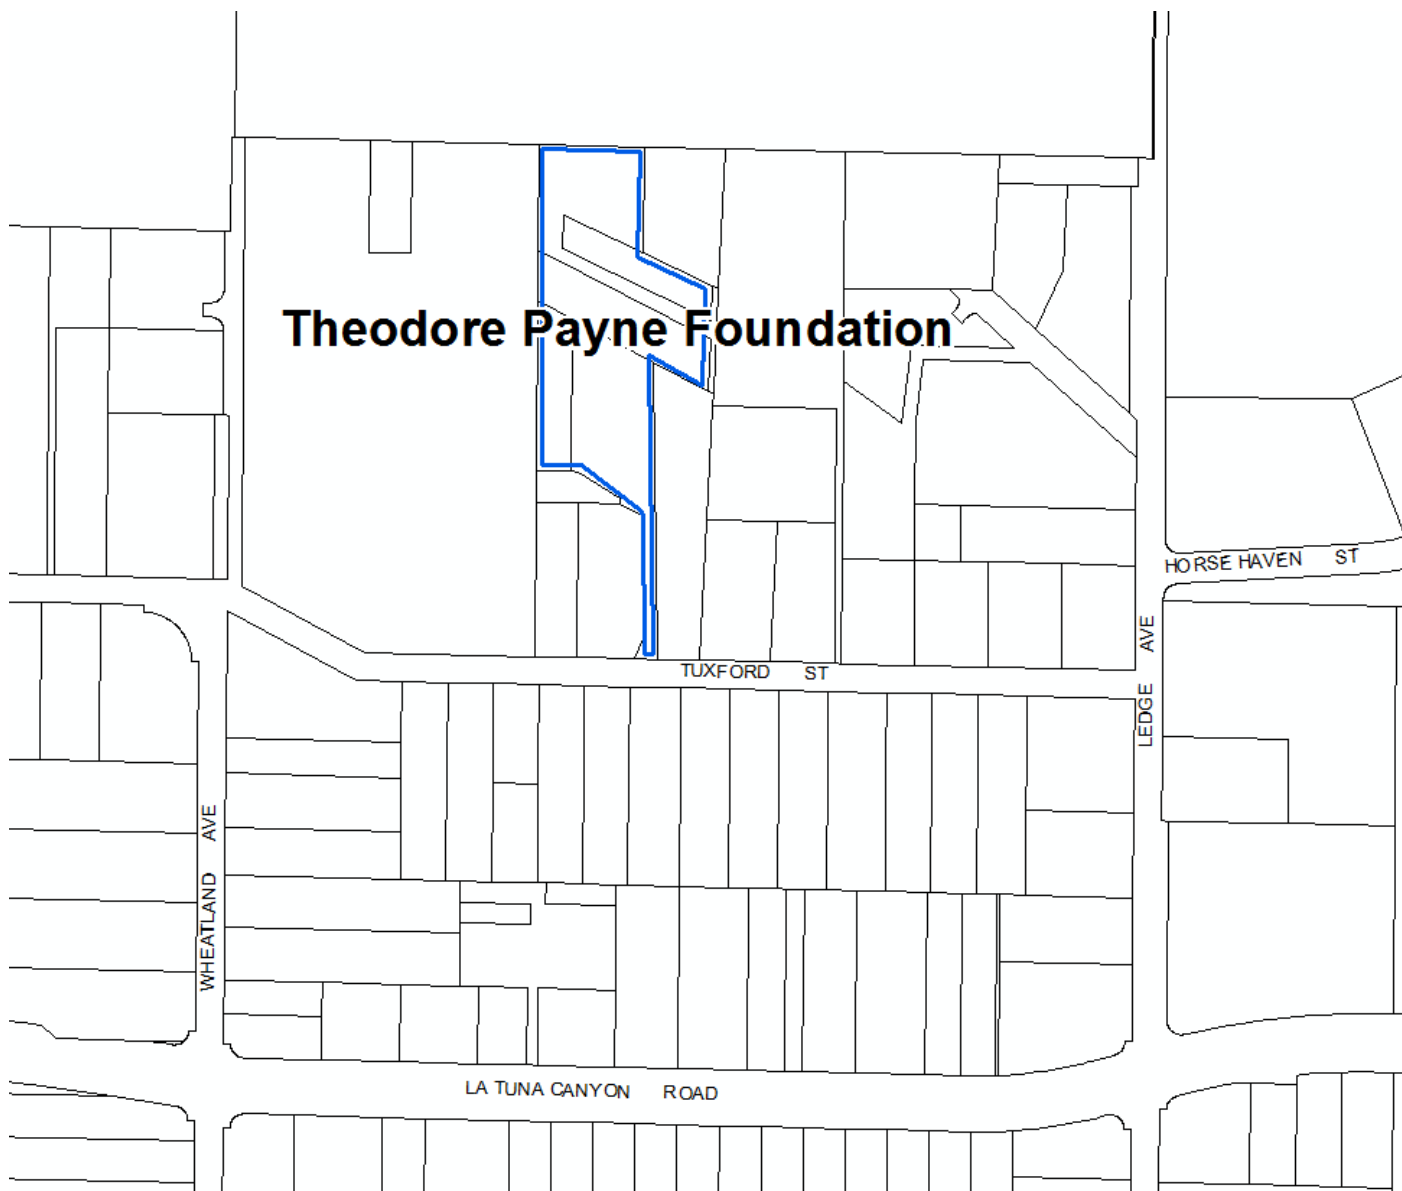 Theodore Payne Foundation
HORSE HAVEN ST
TUXFORD ST
LEDGE AVE
WHEATLAND AVE
LA TUNA CANYON ROAD